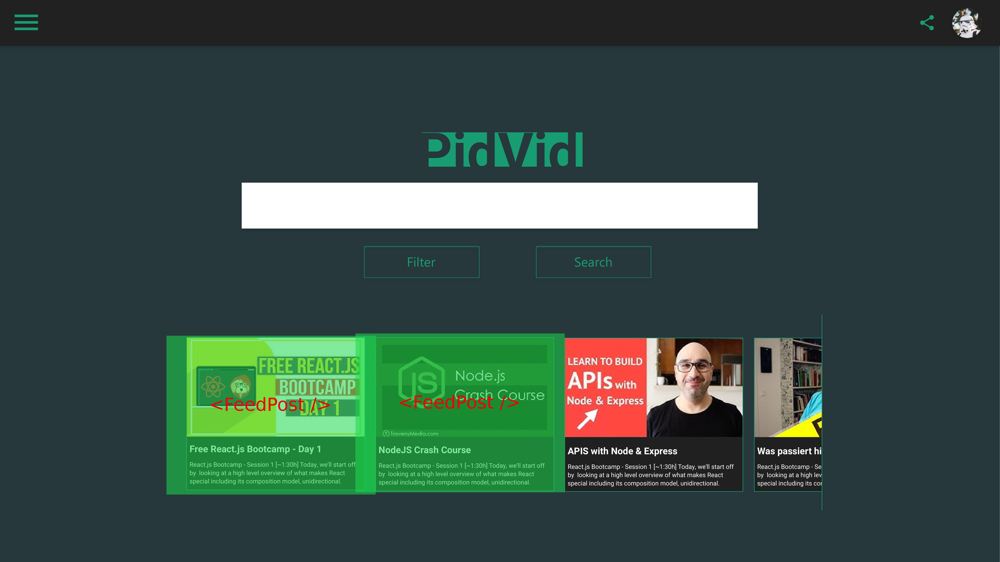 PidVid
Filter
Search
FREE REACT.JS
BOOTCAMP
DAY 1
<FeedPost />
Free React.js Bootcamp - Day 1
React.js Bootcamp - Session 1 [~1:30h] Today, we'll start off
by looking at a high level overview of what makes React
special including its composition model, unidirectional.
JS
Node.js
Crash Course
<FeedPost />
TraversyMedia.com
NodeJS Crash Course
React.js Bootcamp - Session 1 [~1:30h] Today, we'll start off
by looking at a high level overview of what makes React
special including its composition model, unidirectional.
LEARN TO BUILD
APIs with
Node & Express
APIS with Node & Express
React.js Bootcamp - Session 1 [~1:30h] Today, we'll start off
by looking at a high level overview of what makes React
special including its composition model, unidirectional.
Was passiert hi
React.js Bootcamp - Se
by looking at a high lev
special including its cor